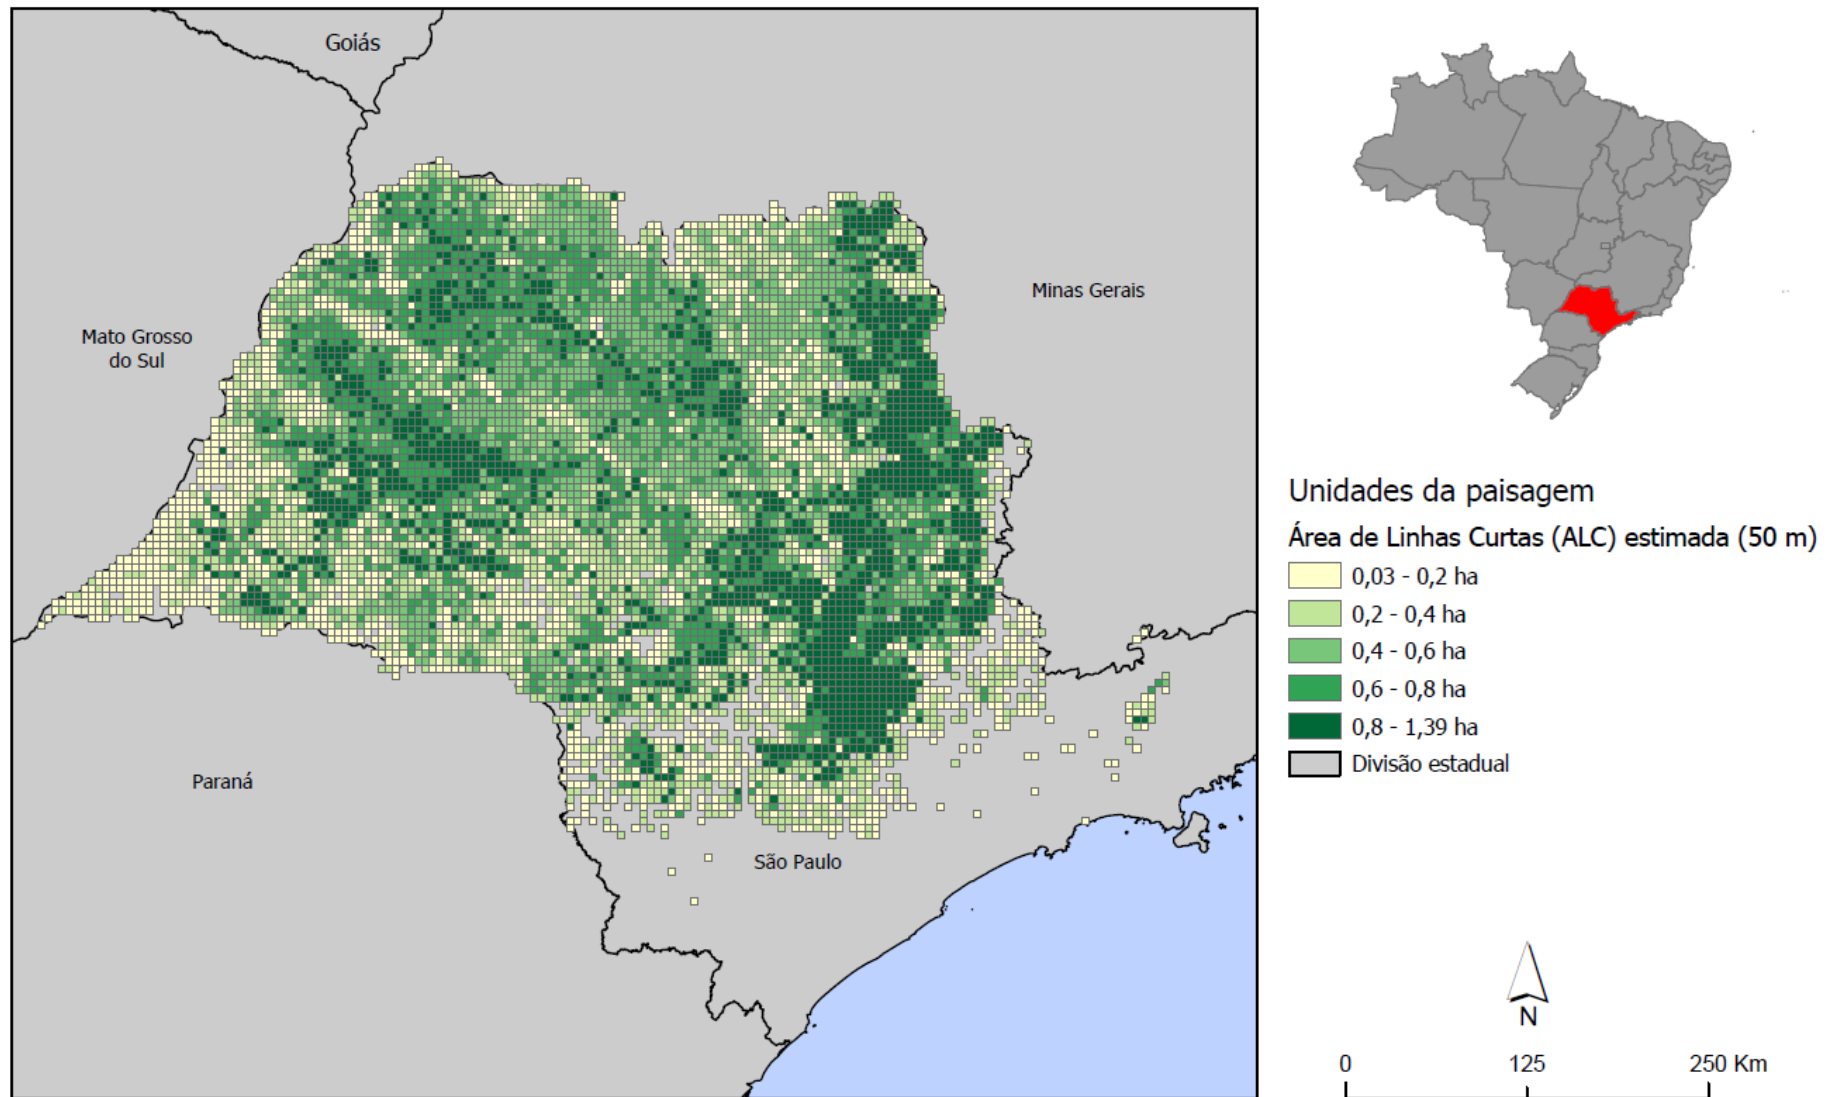 Goiás
Minas Gerais
Mato Grosso
do Sul
Paraná
São Paulo
Unidades da paisagem
Área de Linhas Curtas (ALC) estimada (50 m)
0,03 - 0,2 ha
0,2 - 0,4 ha
0,4 - 0,6 ha
0,6 - 0,8 ha
0,8 - 1,39 ha
Divisão estadual
N
0 125 250 Km